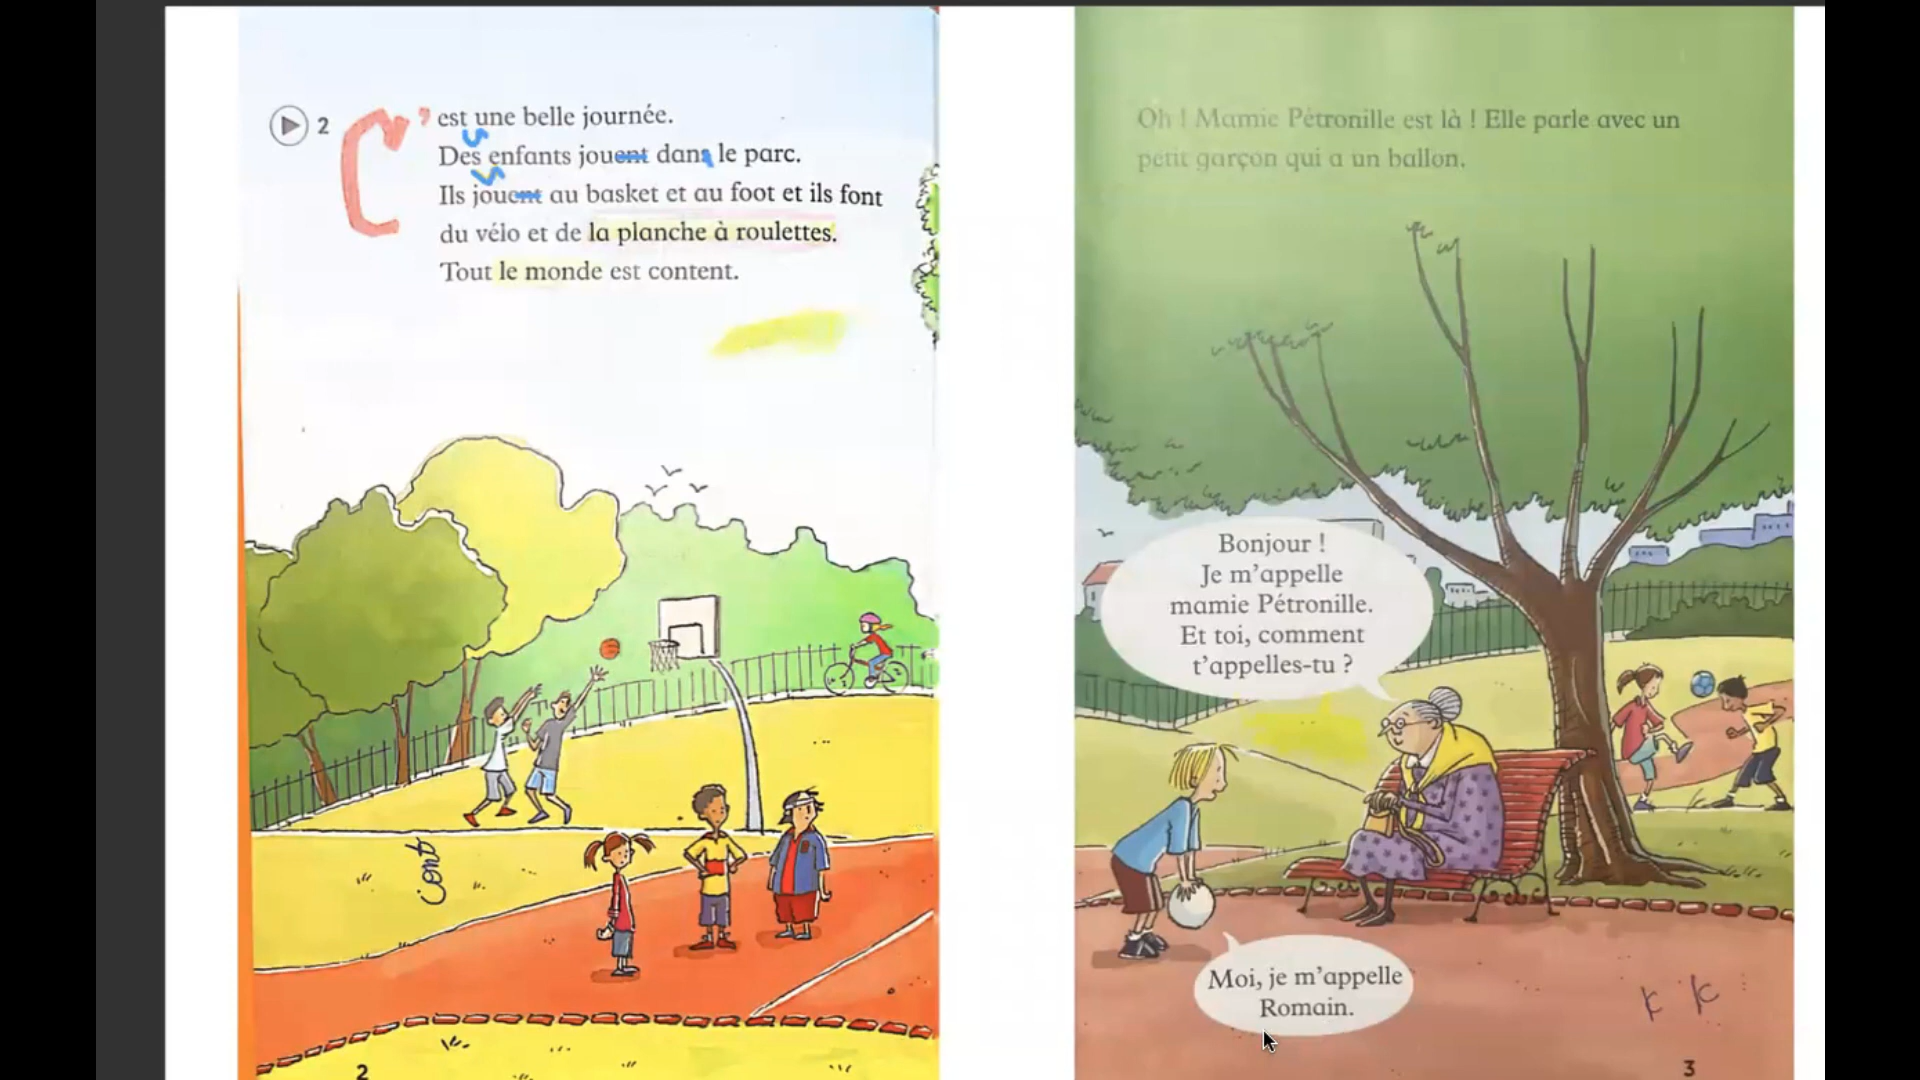 2
C'est une belle journée.
Des enfants jouent dans le parc.
Ils jouent au basket et au foot et ils font
du vélo et de la planche à roulettes.
Tout le monde est content.
cont
2
Oh ! Mamie Pétronille est là ! Elle parle avec un
petit garçon qui a un ballon.
Bonjour !
Je m'appelle
mamie Pétronille.
Et toi, comment
t'appelles-tu ?
Moi, je m'appelle
Romain.
3